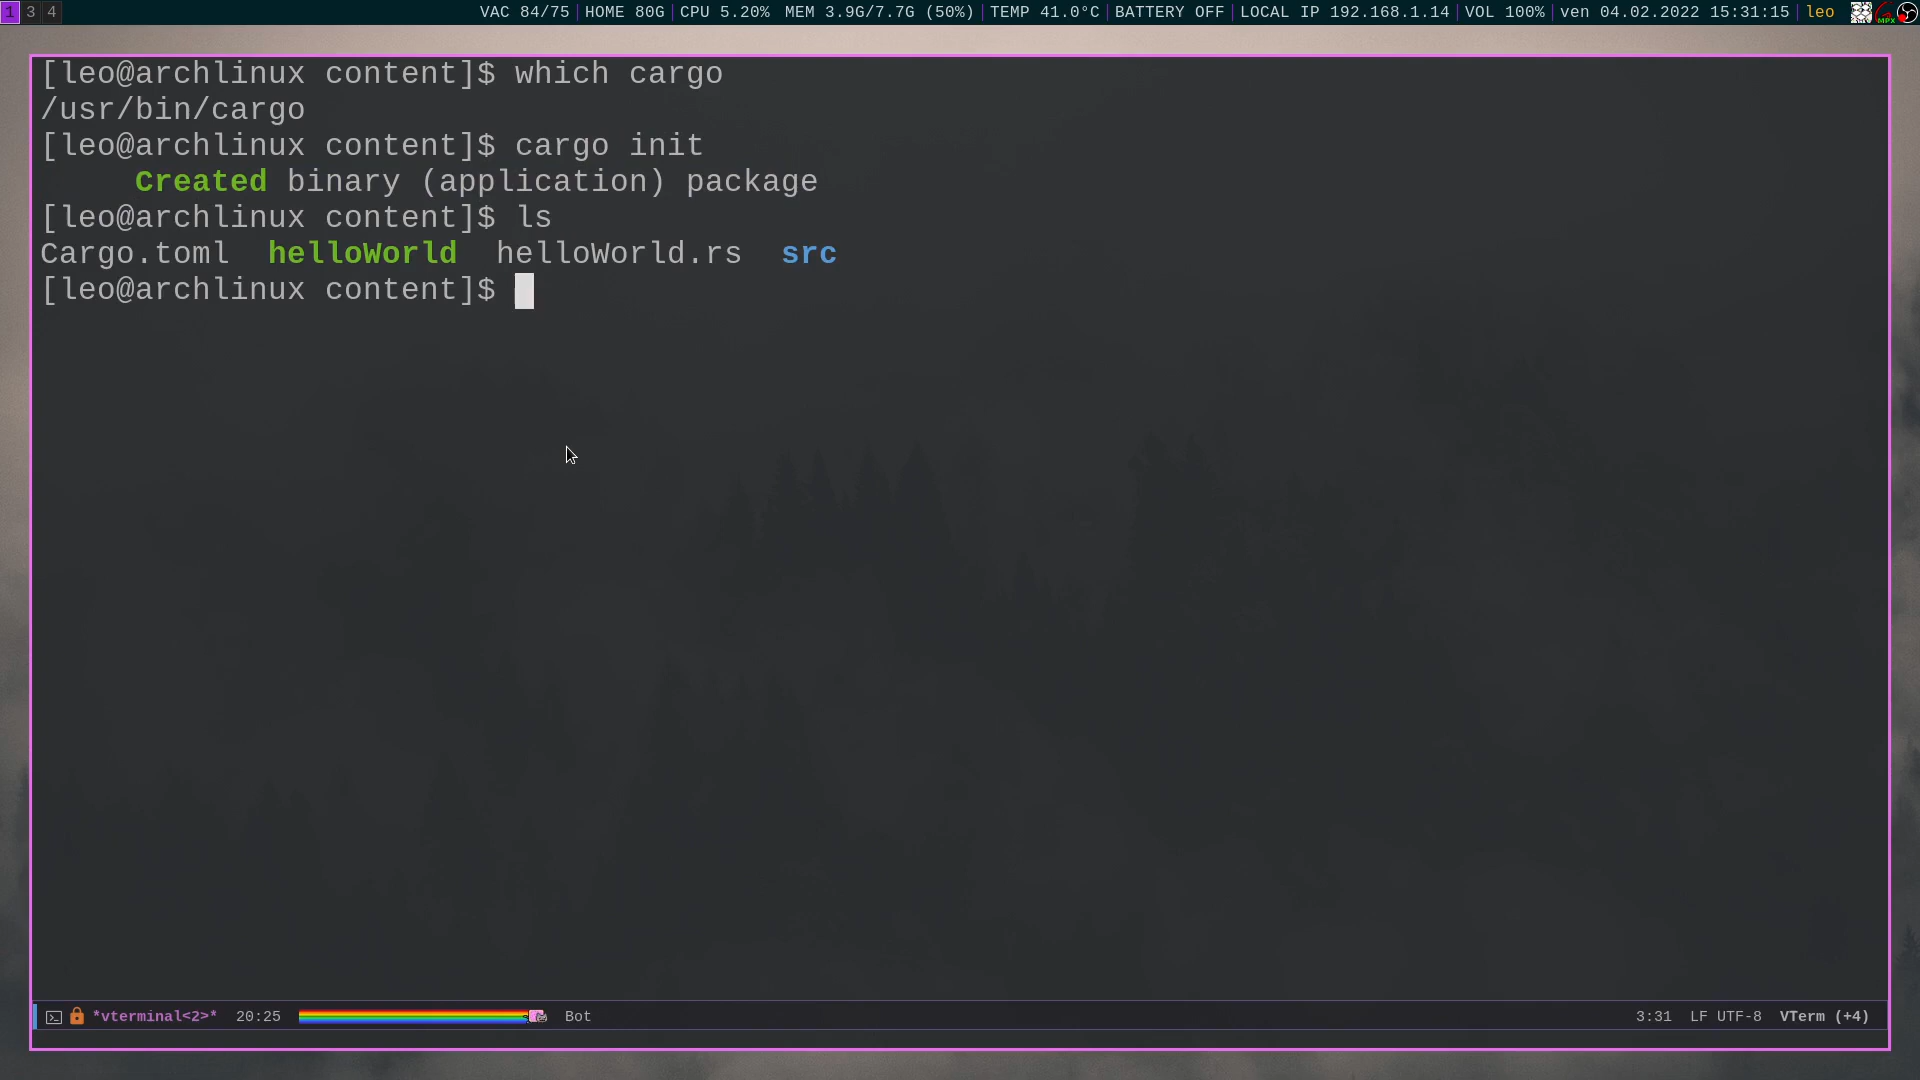 1 3 4 VAC 84/75|HOME 80G|CPU 5.20% MEM 3.9G/7.7G (50%)|TEMP 41.0°C|BATTERY OFF|LOCAL IP 192.168.1.14|VOL 100%|ven 04.02.2022 15:31:15|leo MPX
[leo@archlinux content]$ which cargo
/usr/bin/cargo
[leo@archlinux content]$ cargo init
     Created binary (application) package
[leo@archlinux content]$ ls
Cargo.toml  helloWorld  helloWorld.rs  src
[leo@archlinux content]$
*vterminal<2>* 20:25 Bot 3:31 LF UTF-8 VTerm (+4)